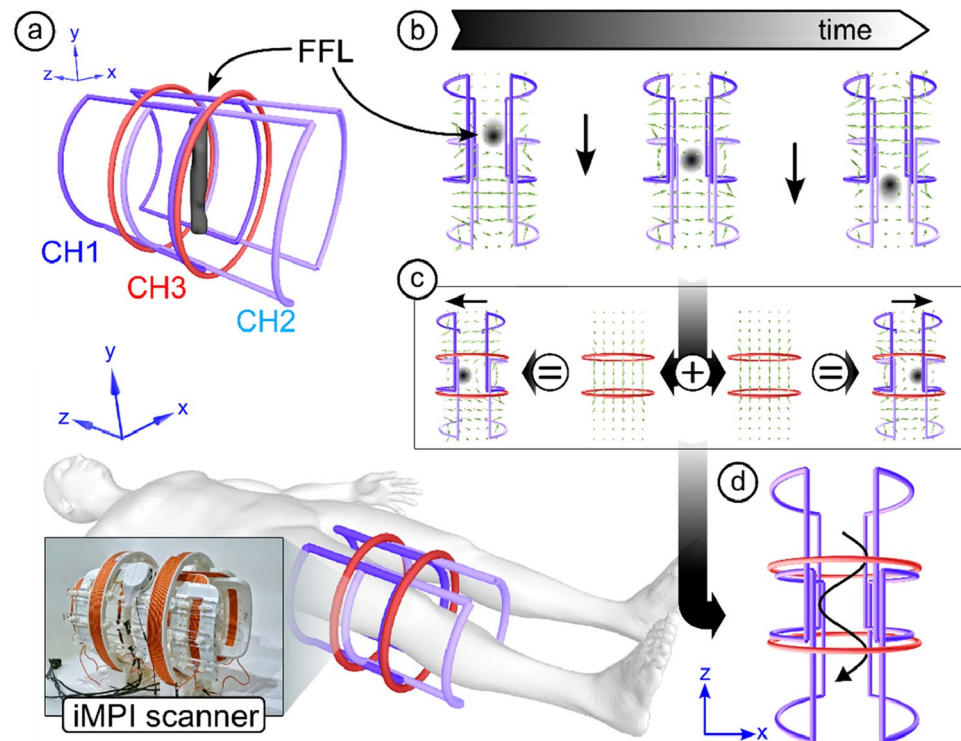 a
y
z
x
FFL
CH1
CH3
CH2
b
time
c
=
+
=
y
z
x
d
z
x
iMPI scanner